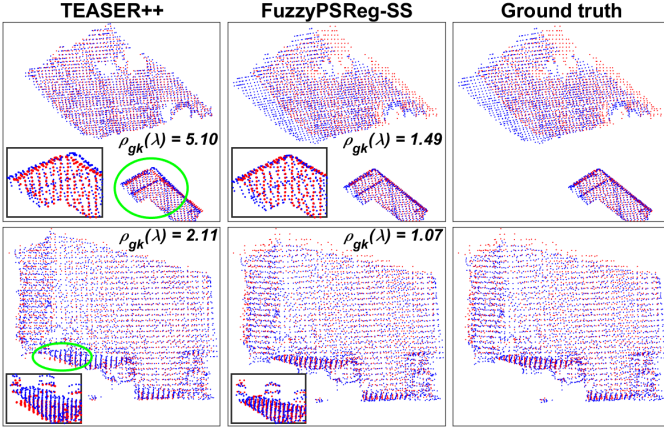 TEASER++ FuzzyPSReg-SS Ground truth
ρgk(λ) = 5.10 ρgk(λ) = 1.49
ρgk(λ) = 2.11 ρgk(λ) = 1.07